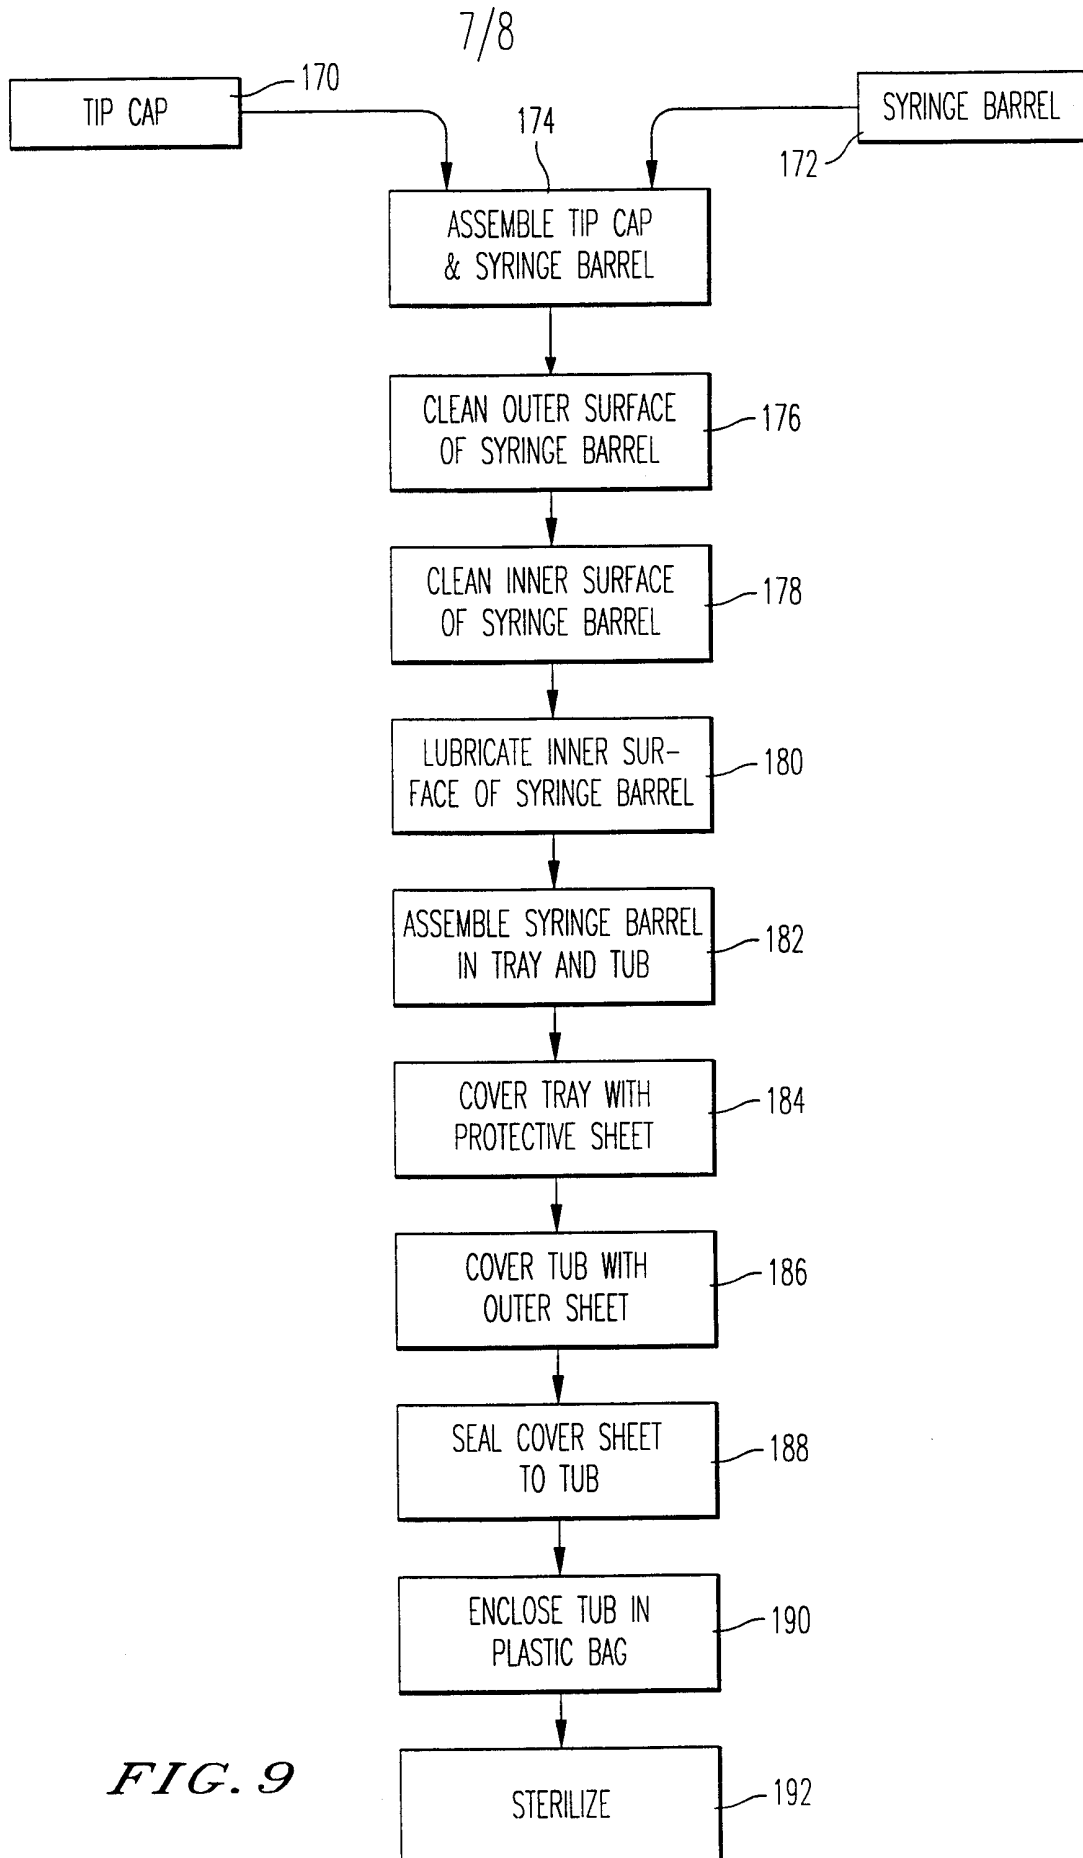 7/8
TIP CAP
170
SYRINGE BARREL
172
174
ASSEMBLE TIP CAP
& SYRINGE BARREL
CLEAN OUTER SURFACE
OF SYRINGE BARREL
176
CLEAN INNER SURFACE
OF SYRINGE BARREL
178
LUBRICATE INNER SUR-
FACE OF SYRINGE BARREL
180
ASSEMBLE SYRINGE BARREL
IN TRAY AND TUB
182
COVER TRAY WITH
PROTECTIVE SHEET
184
COVER TUB WITH
OUTER SHEET
186
SEAL COVER SHEET
TO TUB
188
ENCLOSE TUB IN
PLASTIC BAG
190
STERILIZE
192
FIG. 9